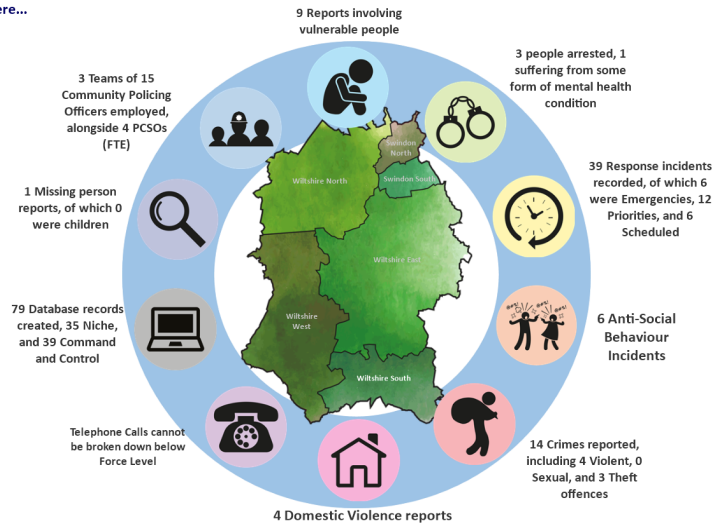 ere...
9 Reports involving
vulnerable people
3 people arrested, 1
suffering from some
form of mental health
condition
3 Teams of 15
Community Policing
Officers employed,
alongside 4 PCSOs
(FTE)
39 Response incidents
recorded, of which 6
were Emergencies, 12
Priorities, and 6
Scheduled
1 Missing person
reports, of which 0
were children
Swindon
North
Swindon South
Wiltshire North
Wiltshire East
Wiltshire
West
Wiltshire South
79 Database records
created, 35 Niche,
and 39 Command
and Control
6 Anti-Social
Behaviour
Incidents
Telephone Calls cannot
be broken down below
Force Level
14 Crimes reported,
including 4 Violent, 0
Sexual, and 3 Theft
offences
4 Domestic Violence reports